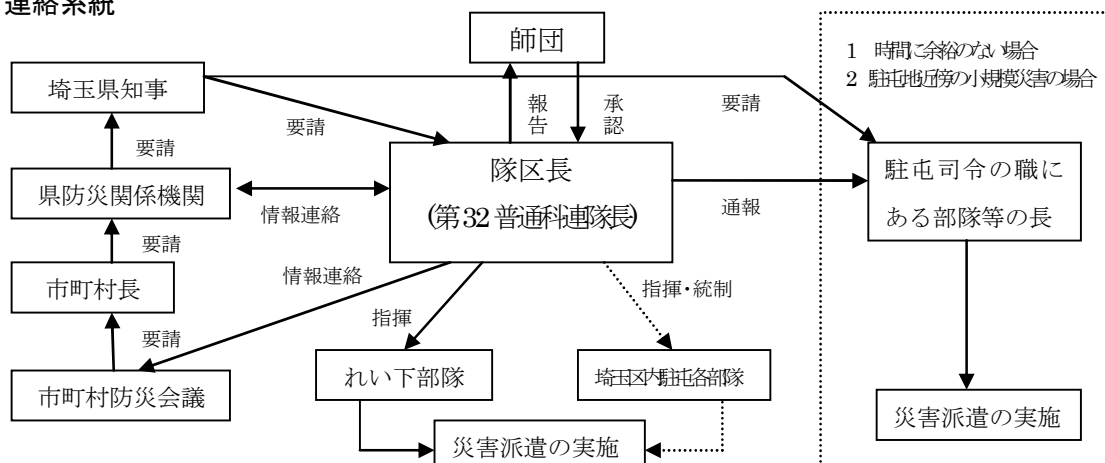 連絡系統
師団
1 時間に余裕のない場合
2 駐屯地近傍の小規模災害の場合
埼玉県知事
要請
報告
承認
要請
要請
県防災関係機関
情報連絡
隊区長
(第32普通科連隊長)
通報
駐屯司令の職に
ある部隊等の長
要請
市町村長
情報連絡
指揮・統制
要請
指揮
市町村防災会議
れい下部隊
埼玉区内駐屯各部隊
災害派遣の実施
災害派遣の実施